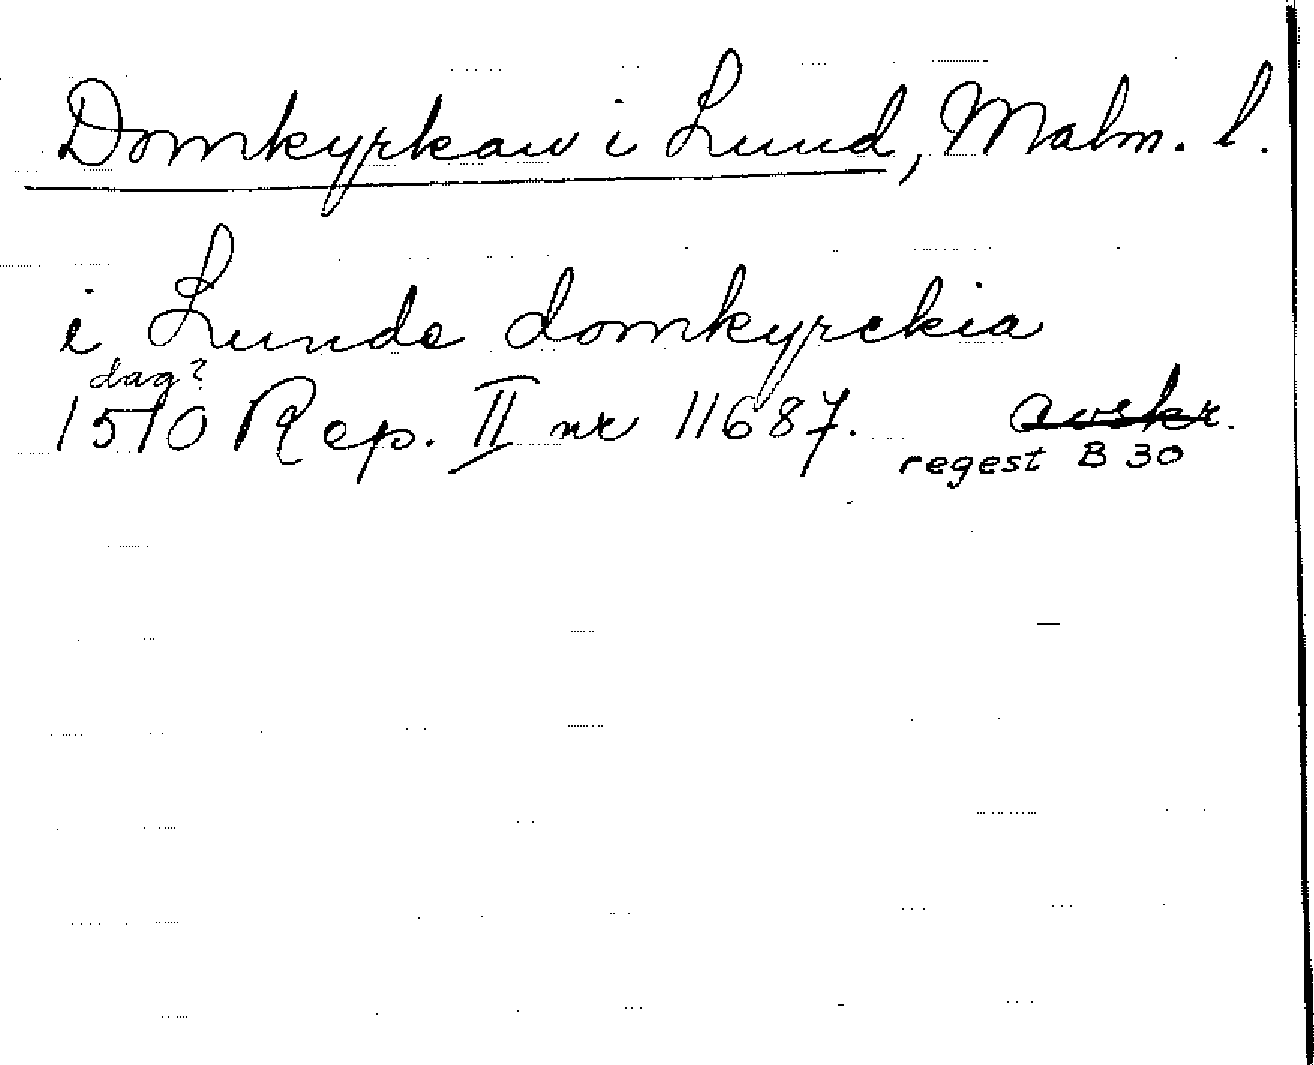 Domkyrkan i Lund, Malm. l.
i Lunde domkyrckia
dag?
1510 Rep. II nr 11687. avskr.
regest B 30